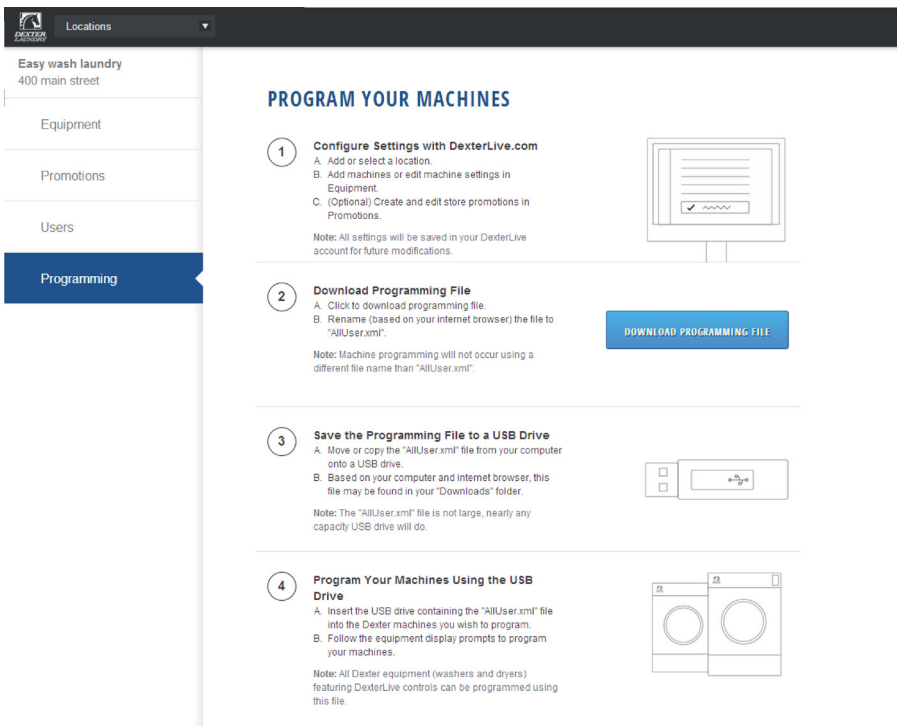 DEXTER
LAUNDRY
Locations
Easy wash laundry
400 main street
Equipment
Promotions
Users
Programming
PROGRAM YOUR MACHINES
1
Configure Settings with DexterLive.com
A. Add or select a location.
B. Add machines or edit machine settings in
Equipment.
C. (Optional) Create and edit store promotions in
Promotions.
Note: All settings will be saved in your DexterLive
account for future modifications.
2
Download Programming File
A. Click to download programming file.
B. Rename (based on your internet browser) the file to
"AllUser.xml".
Note: Machine programming will not occur using a
different file name than "AllUser.xml".
DOWNLOAD PROGRAMMING FILE
3
Save the Programming File to a USB Drive
A. Move or copy the "AllUser.xml" file from your computer
onto a USB drive.
B. Based on your computer and internet browser, this
file may be found in your "Downloads" folder.
Note: The "AllUser.xml" file is not large, nearly any
capacity USB drive will do.
4
Program Your Machines Using the USB
Drive
A. Insert the USB drive containing the "AllUser.xml" file
into the Dexter machines you wish to program.
B. Follow the equipment display prompts to program
your machines.
Note: All Dexter equipment (washers and dryers)
featuring DexterLive controls can be programmed using
this file.